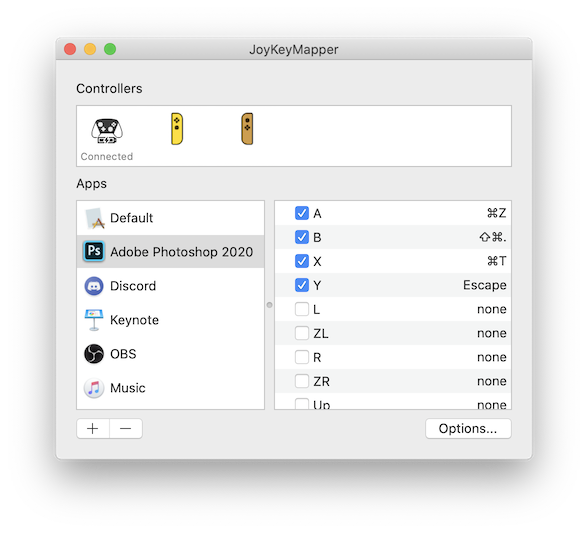 JoyKeyMapper
Controllers
Connected
Apps
Default
Ps Adobe Photoshop 2020
Discord
Keynote
OBS
Music
A ⌘Z
B ⇧⌘.
X ⌘T
Y Escape
L none
ZL none
R none
ZR none
Up none
+ −
Options...